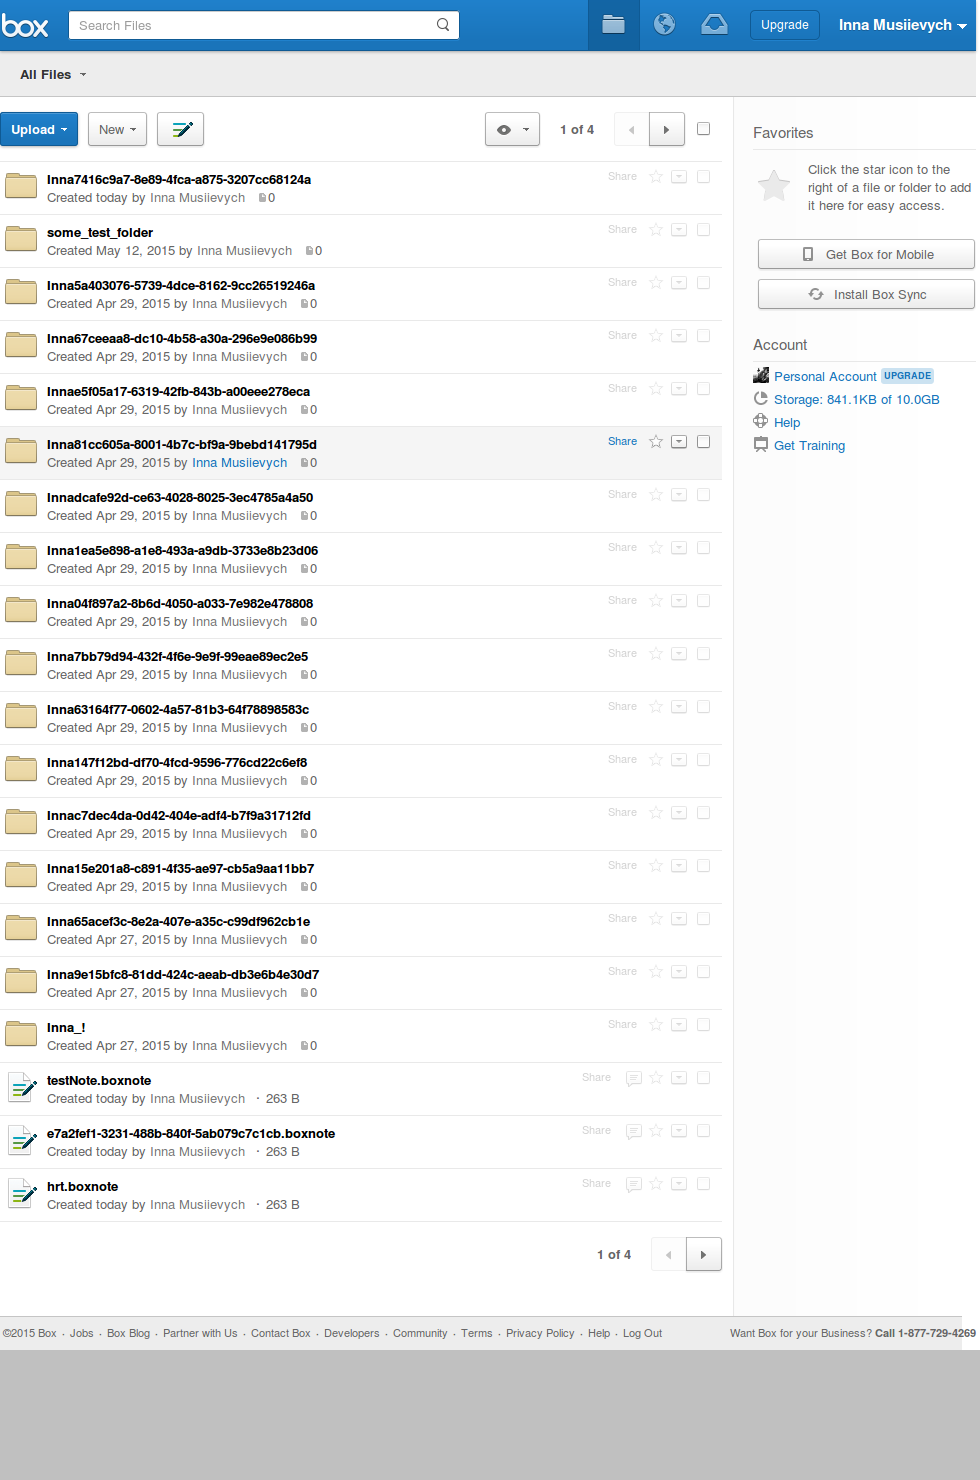 box Search Files Upgrade Inna Musiievych
All Files
Upload New 1 of 4
Inna7416c9a7-8e89-4fca-a875-3207cc68124a Share
Created today by Inna Musiievych 0
some_test_folder Share
Created May 12, 2015 by Inna Musiievych 0
Inna5a403076-5739-4dce-8162-9cc26519246a Share
Created Apr 29, 2015 by Inna Musiievych 0
Inna67ceeaa8-dc10-4b58-a30a-296e9e086b99 Share
Created Apr 29, 2015 by Inna Musiievych 0
Innae5f05a17-6319-42fb-843b-a00eee278eca Share
Created Apr 29, 2015 by Inna Musiievych 0
Inna81cc605a-8001-4b7c-bf9a-9bebd141795d Share
Created Apr 29, 2015 by Inna Musiievych 0
Innadcafe92d-ce63-4028-8025-3ec4785a4a50 Share
Created Apr 29, 2015 by Inna Musiievych 0
Inna1ea5e898-a1e8-493a-a9db-3733e8b23d06 Share
Created Apr 29, 2015 by Inna Musiievych 0
Inna04f897a2-8b6d-4050-a033-7e982e478808 Share
Created Apr 29, 2015 by Inna Musiievych 0
Inna7bb79d94-432f-4f6e-9e9f-99eae89ec2e5 Share
Created Apr 29, 2015 by Inna Musiievych 0
Inna63164f77-0602-4a57-81b3-64f78898583c Share
Created Apr 29, 2015 by Inna Musiievych 0
Inna147f12bd-df70-4fcd-9596-776cd22c6ef8 Share
Created Apr 29, 2015 by Inna Musiievych 0
Innac7dec4da-0d42-404e-adf4-b7f9a31712fd Share
Created Apr 29, 2015 by Inna Musiievych 0
Inna15e201a8-c891-4f35-ae97-cb5a9aa11bb7 Share
Created Apr 29, 2015 by Inna Musiievych 0
Inna65acef3c-8e2a-407e-a35c-c99df962cb1e Share
Created Apr 27, 2015 by Inna Musiievych 0
Inna9e15bfc8-81dd-424c-aeab-db3e6b4e30d7 Share
Created Apr 27, 2015 by Inna Musiievych 0
Inna_! Share
Created Apr 27, 2015 by Inna Musiievych 0
testNote.boxnote Share
Created today by Inna Musiievych · 263 B
e7a2fef1-3231-488b-840f-5ab079c7c1cb.boxnote Share
Created today by Inna Musiievych · 263 B
hrt.boxnote Share
Created today by Inna Musiievych · 263 B
1 of 4
Favorites
Click the star icon to the
right of a file or folder to add
it here for easy access.
Get Box for Mobile
Install Box Sync
Account
Personal Account UPGRADE
Storage: 841.1KB of 10.0GB
Help
Get Training
©2015 Box · Jobs · Box Blog · Partner with Us · Contact Box · Developers · Community · Terms · Privacy Policy · Help · Log Out Want Box for your Business? Call 1-877-729-4269